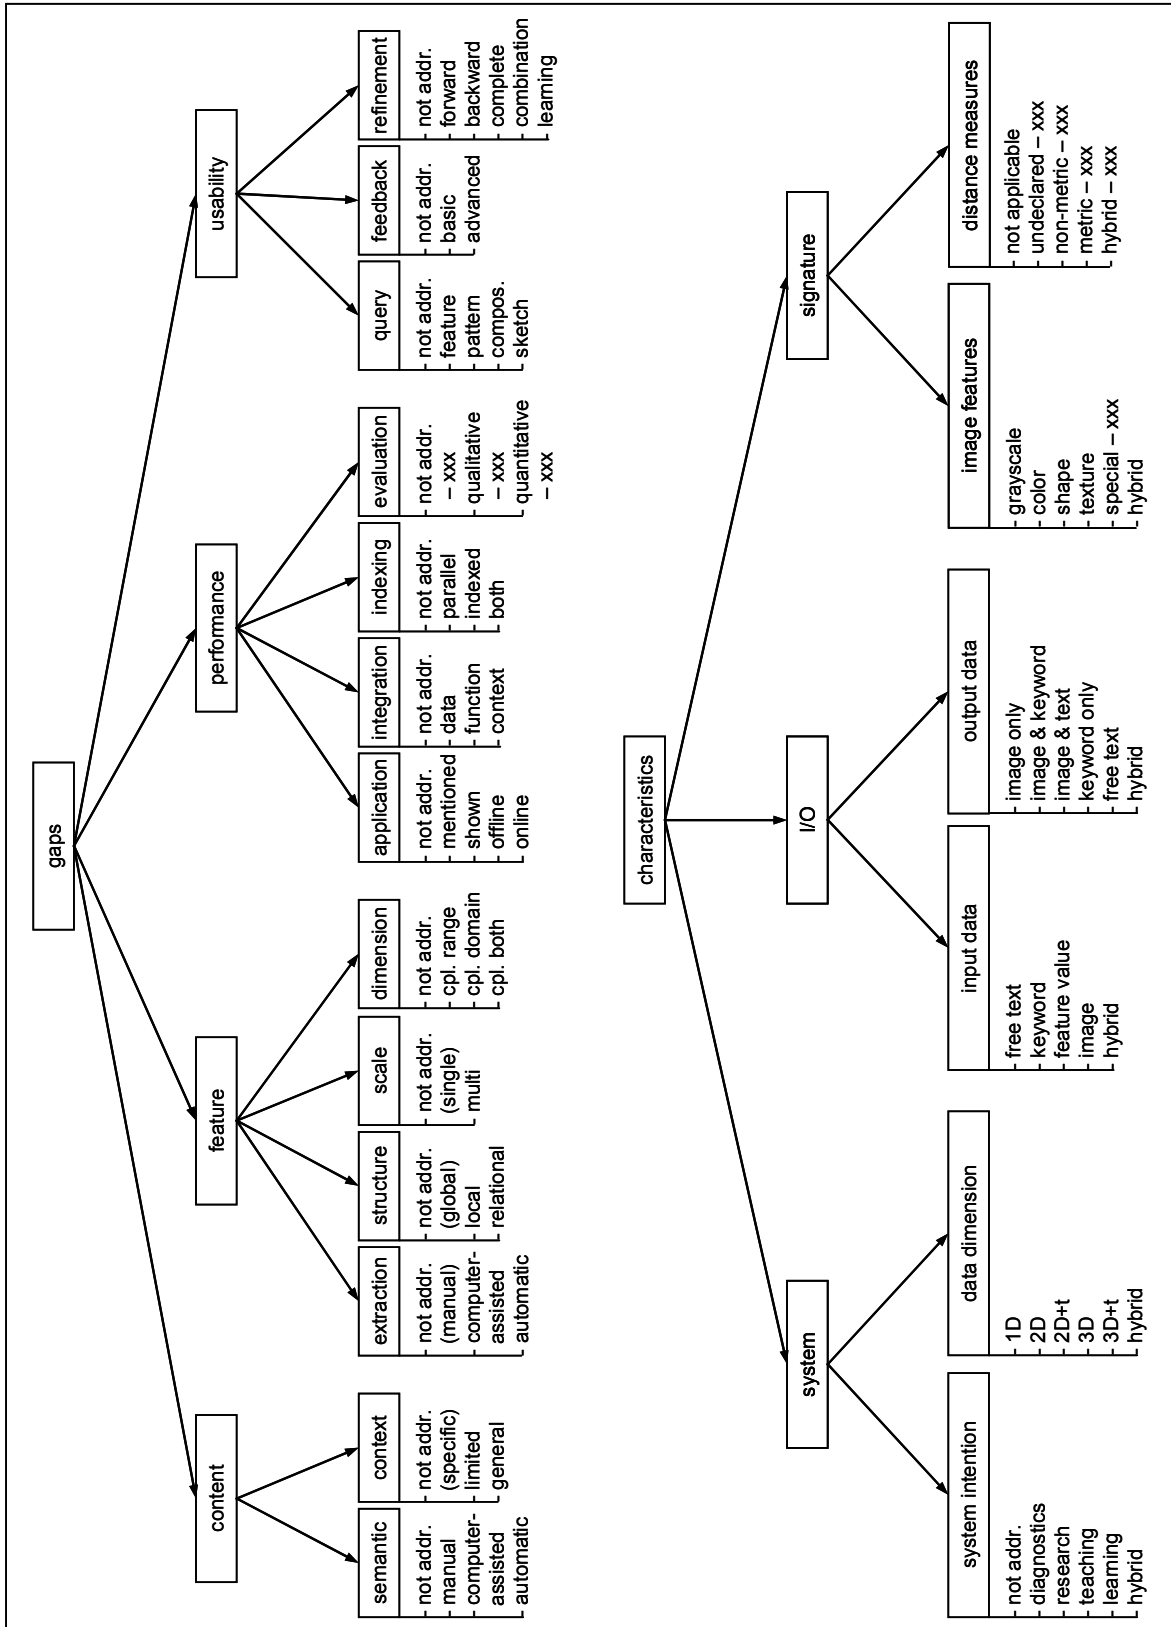 gaps
content
feature
performance
usability
semantic
not addr.
manual
computer-
assisted
automatic
context
not addr.
(specific)
limited
general
extraction
not addr.
(manual)
computer-
assisted
automatic
structure
not addr.
(global)
local
relational
scale
not addr.
(single)
multi
dimension
not addr.
cpl. range
cpl. domain
cpl. both
application
not addr.
mentioned
shown
offline
online
integration
not addr.
data
function
context
indexing
not addr.
parallel
indexed
both
evaluation
not addr.
– xxx
qualitative
– xxx
quantitative
– xxx
query
not addr.
feature
pattern
compos.
sketch
feedback
not addr.
basic
advanced
refinement
not addr.
forward
backward
complete
combination
learning
characteristics
system
I/O
signature
system intention
not addr.
diagnostics
research
teaching
learning
hybrid
data dimension
1D
2D
2D+t
3D
3D+t
hybrid
input data
free text
keyword
feature value
image
hybrid
output data
image only
image & keyword
image & text
keyword only
free text
hybrid
image features
grayscale
color
shape
texture
special – xxx
hybrid
distance measures
not applicable
undeclared – xxx
non-metric – xxx
metric – xxx
hybrid – xxx